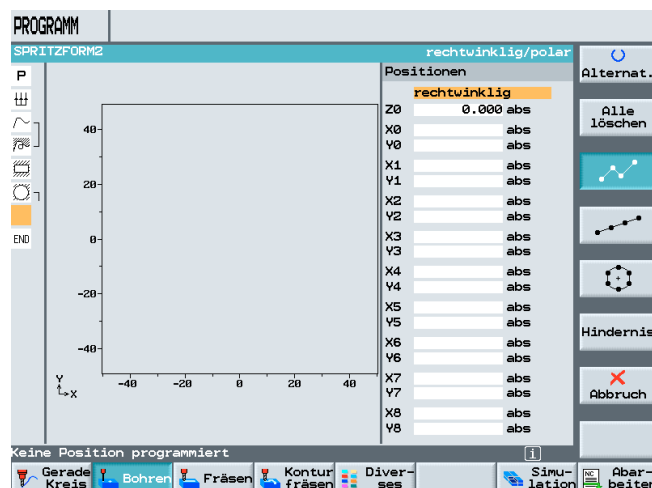 PROGRAMM
SPRITZFORM2 rechtwinklig/polar
P
END
Positionen
rechtwinklig
Z0 0.000 abs
X0 abs
Y0 abs
X1 abs
Y1 abs
X2 abs
Y2 abs
X3 abs
Y3 abs
X4 abs
Y4 abs
X5 abs
Y5 abs
X6 abs
Y6 abs
X7 abs
Y7 abs
X8 abs
Y8 abs
40
20
0
-20
-40
-40 -20 0 20 40
Y
X
Alternat.
Alle
löschen
Hindernis
Abbruch
Keine Position programmiert
i
Gerade
Kreis
Bohren
Fräsen
Kontur
fräsen
Diver-
ses
Simu-
lation
NC
Abar-
beiten